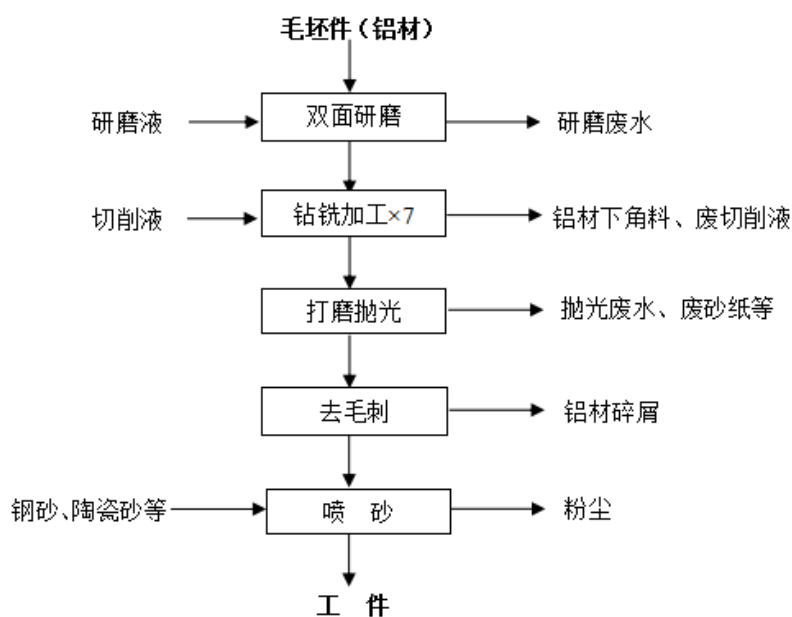 毛坯件（铝材）
研磨液
双面研磨
研磨废水
切削液
钻铣加工×7
铝材下角料、废切削液
打磨抛光
抛光废水、废砂纸等
去毛刺
铝材碎屑
钢砂、陶瓷砂等
喷 砂
粉尘
工 件